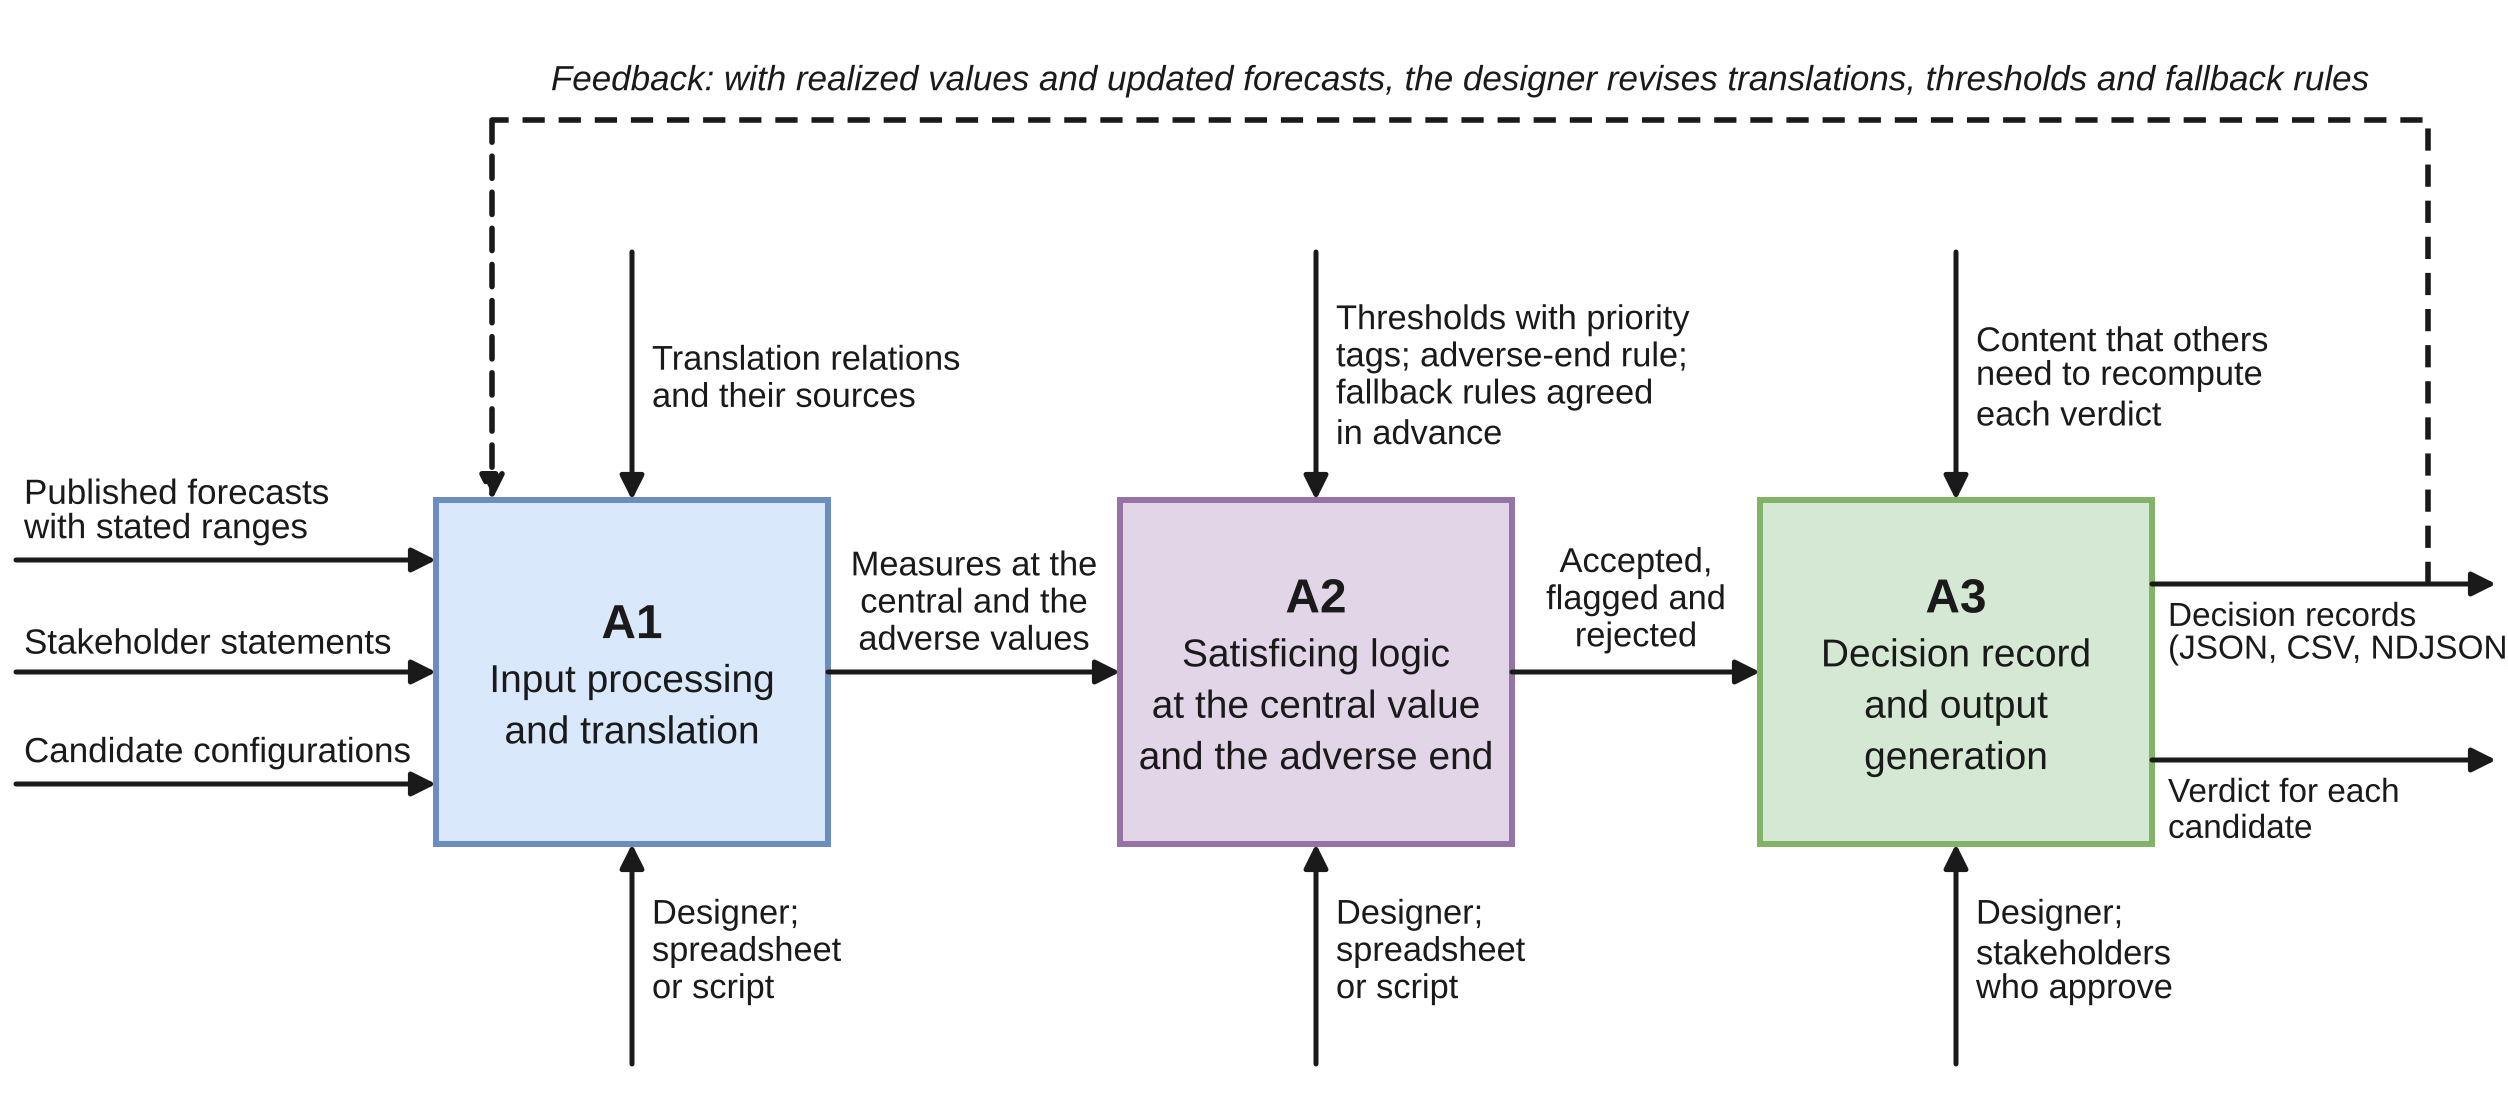 Feedback: with realized values and updated forecasts, the designer revises translations, thresholds and fallback rules
Translation relations
and their sources
Thresholds with priority
tags; adverse-end rule;
fallback rules agreed
in advance
Content that others
need to recompute
each verdict
Published forecasts
with stated ranges
Stakeholder statements
Candidate configurations
A1
Input processing
and translation
Measures at the
central and the
adverse values
A2
Satisficing logic
at the central value
and the adverse end
Accepted,
flagged and
rejected
A3
Decision record
and output
generation
Decision records
(JSON, CSV, NDJSON
Verdict for each
candidate
Designer;
spreadsheet
or script
Designer;
spreadsheet
or script
Designer;
stakeholders
who approve